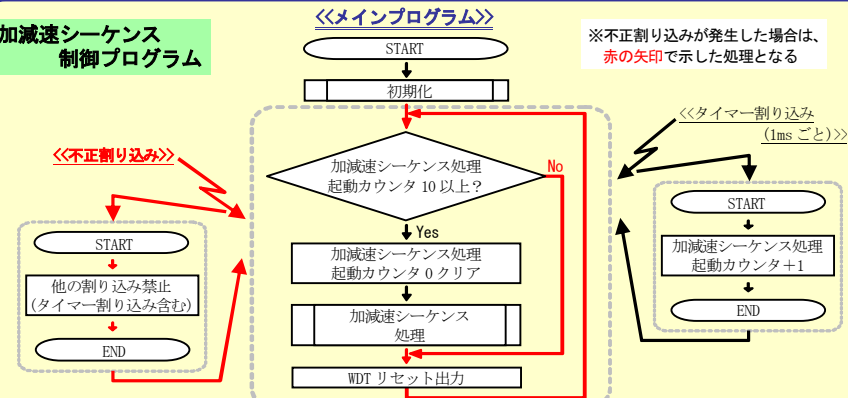 加減速シーケンス
制御プログラム
<<メインプログラム>>
START
初期化
※不正割り込みが発生した場合は、
赤の矢印で示した処理となる
<<不正割り込み>>
START
他の割り込み禁止
(タイマー割り込み含む)
END
加減速シーケンス処理
起動カウンタ 10 以上?
No
Yes
加減速シーケンス処理
起動カウンタ 0 クリア
加減速シーケンス
処理
WDT リセット出力
<<タイマー割り込み
(1ms ごと)>>
START
加減速シーケンス処理
起動カウンタ+1
END